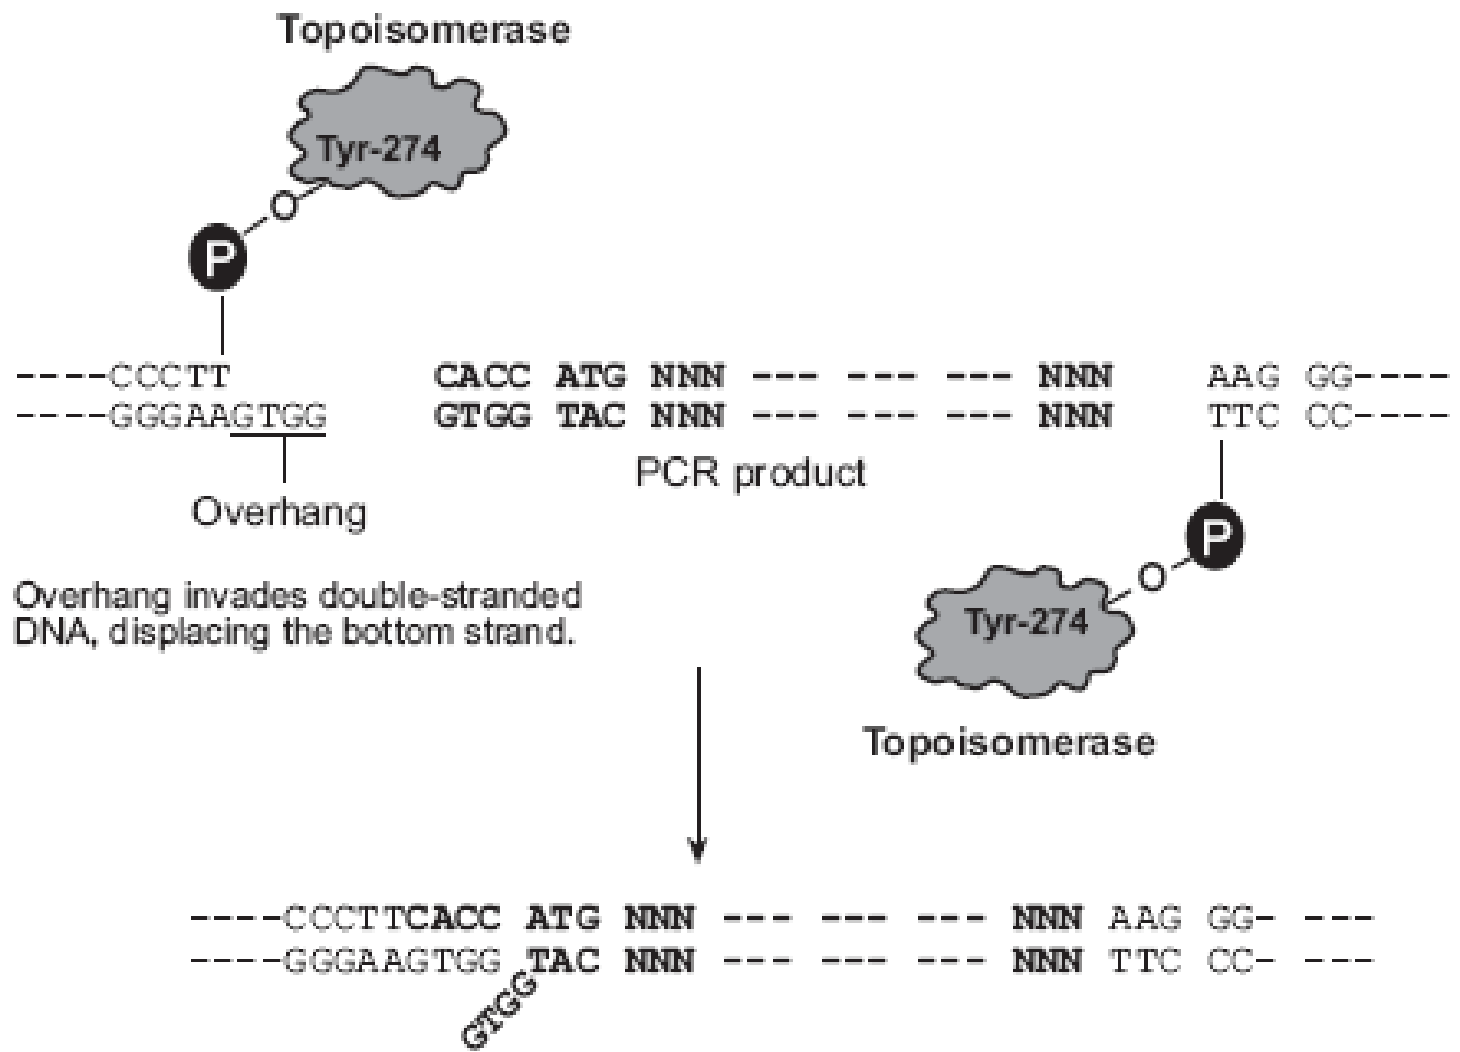 Topoisomerase
Tyr-274
O
P
----CCCTT CACC ATG NNN --- --- --- NNN AAG GG----
----GGGAAGTGG GTGG TAC NNN --- --- --- NNN TTC CC----
PCR product
Overhang
P
O
Overhang invades double-stranded
DNA, displacing the bottom strand.
Tyr-274
Topoisomerase
----CCCTTCACC ATG NNN --- --- --- NNN AAG GG- ---
----GGGAAGTGG TAC NNN --- --- --- NNN TTC CC- ---
GTGG